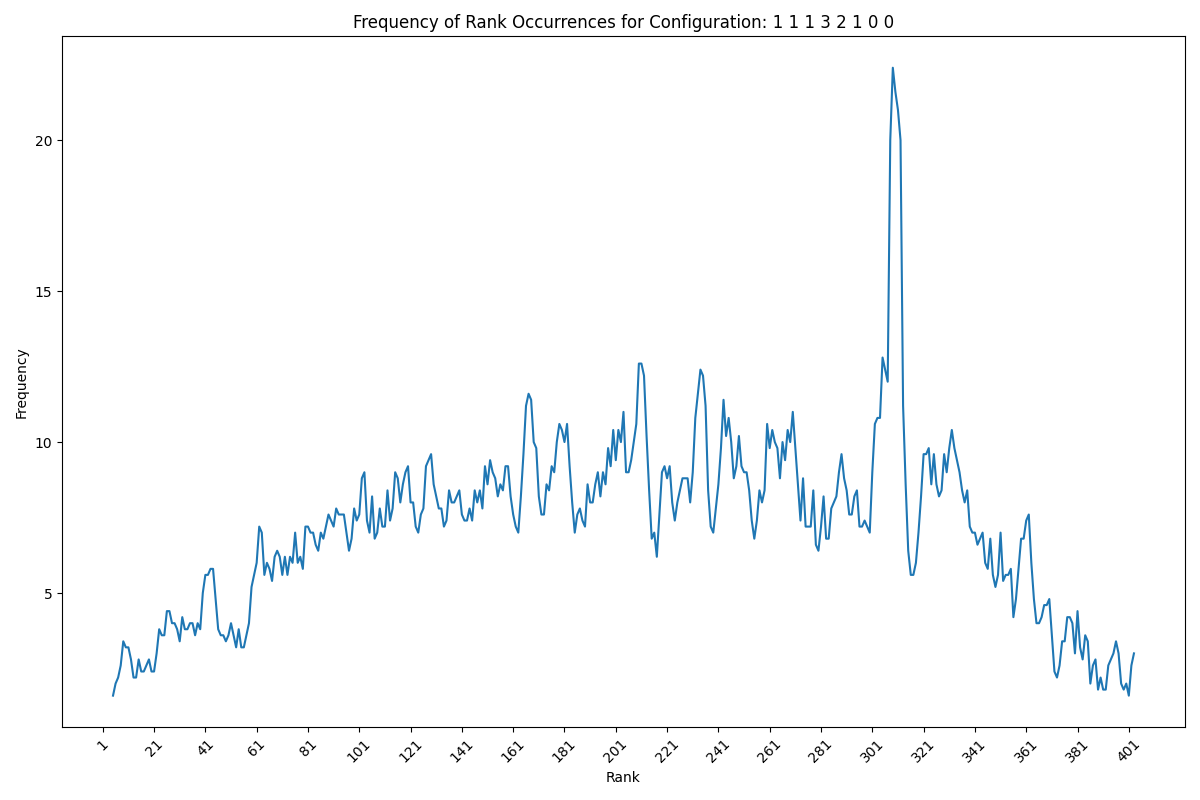 Frequency of Rank Occurrences for Configuration: 1 1 1 3 2 1 0 0
Frequency
20
15
10
5
1 21 41 61 81 101 121 141 161 181 201 221 241 261 281 301 321 341 361 381 401
Rank